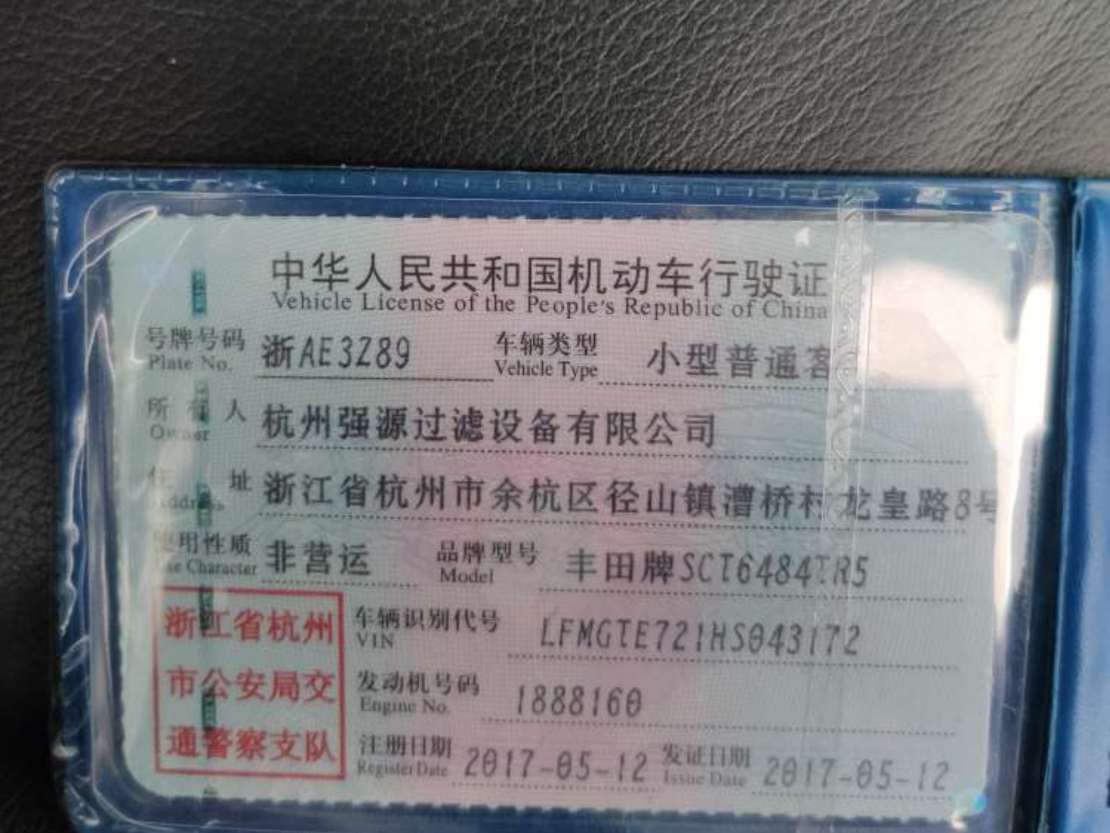 中华人民共和国机动车行驶证
Vehicle License of the People's Republic of China
号牌号码 浙AE3Z89 车辆类型 小型普通客
Plate No. Vehicle Type
所有人 杭州强源过滤设备有限公司
Owner
住 址 浙江省杭州市余杭区径山镇漕桥村龙皇路8号
Address
使用性质 非营运 品牌型号 丰田牌SCT6484TR5
Use Character Model
浙江省杭州 车辆识别代号 LFMGTE721HS043172
VIN
市公安局交 发动机号码 1888160
Engine No.
通警察支队 注册日期 2017-05-12 发证日期 2017-05-12
Register Date Issue Date